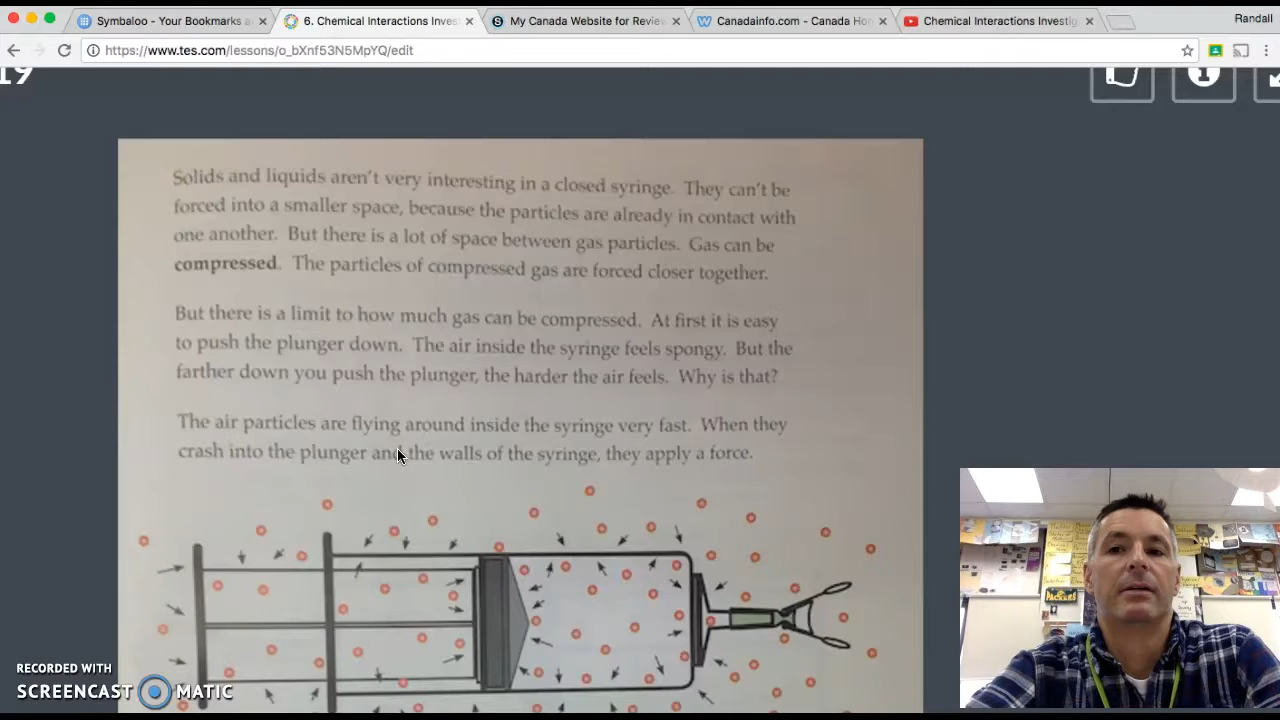 Symbaloo - Your Bookmarks a
6. Chemical Interactions Inves
My Canada Website for Review
Canadainfo.com - Canada Hon
Chemical Interactions Investig
Randall
https://www.tes.com/lessons/o_bXnf53N5MpYQ/edit
19
Solids and liquids aren't very interesting in a closed syringe. They can't be
forced into a smaller space, because the particles are already in contact with
one another. But there is a lot of space between gas particles. Gas can be
compressed. The particles of compressed gas are forced closer together.
But there is a limit to how much gas can be compressed. At first it is easy
to push the plunger down. The air inside the syringe feels spongy. But the
farther down you push the plunger, the harder the air feels. Why is that?
The air particles are flying around inside the syringe very fast. When they
crash into the plunger and the walls of the syringe, they apply a force.
PACKERS
RECORDED WITH
SCREENCAST MATIC